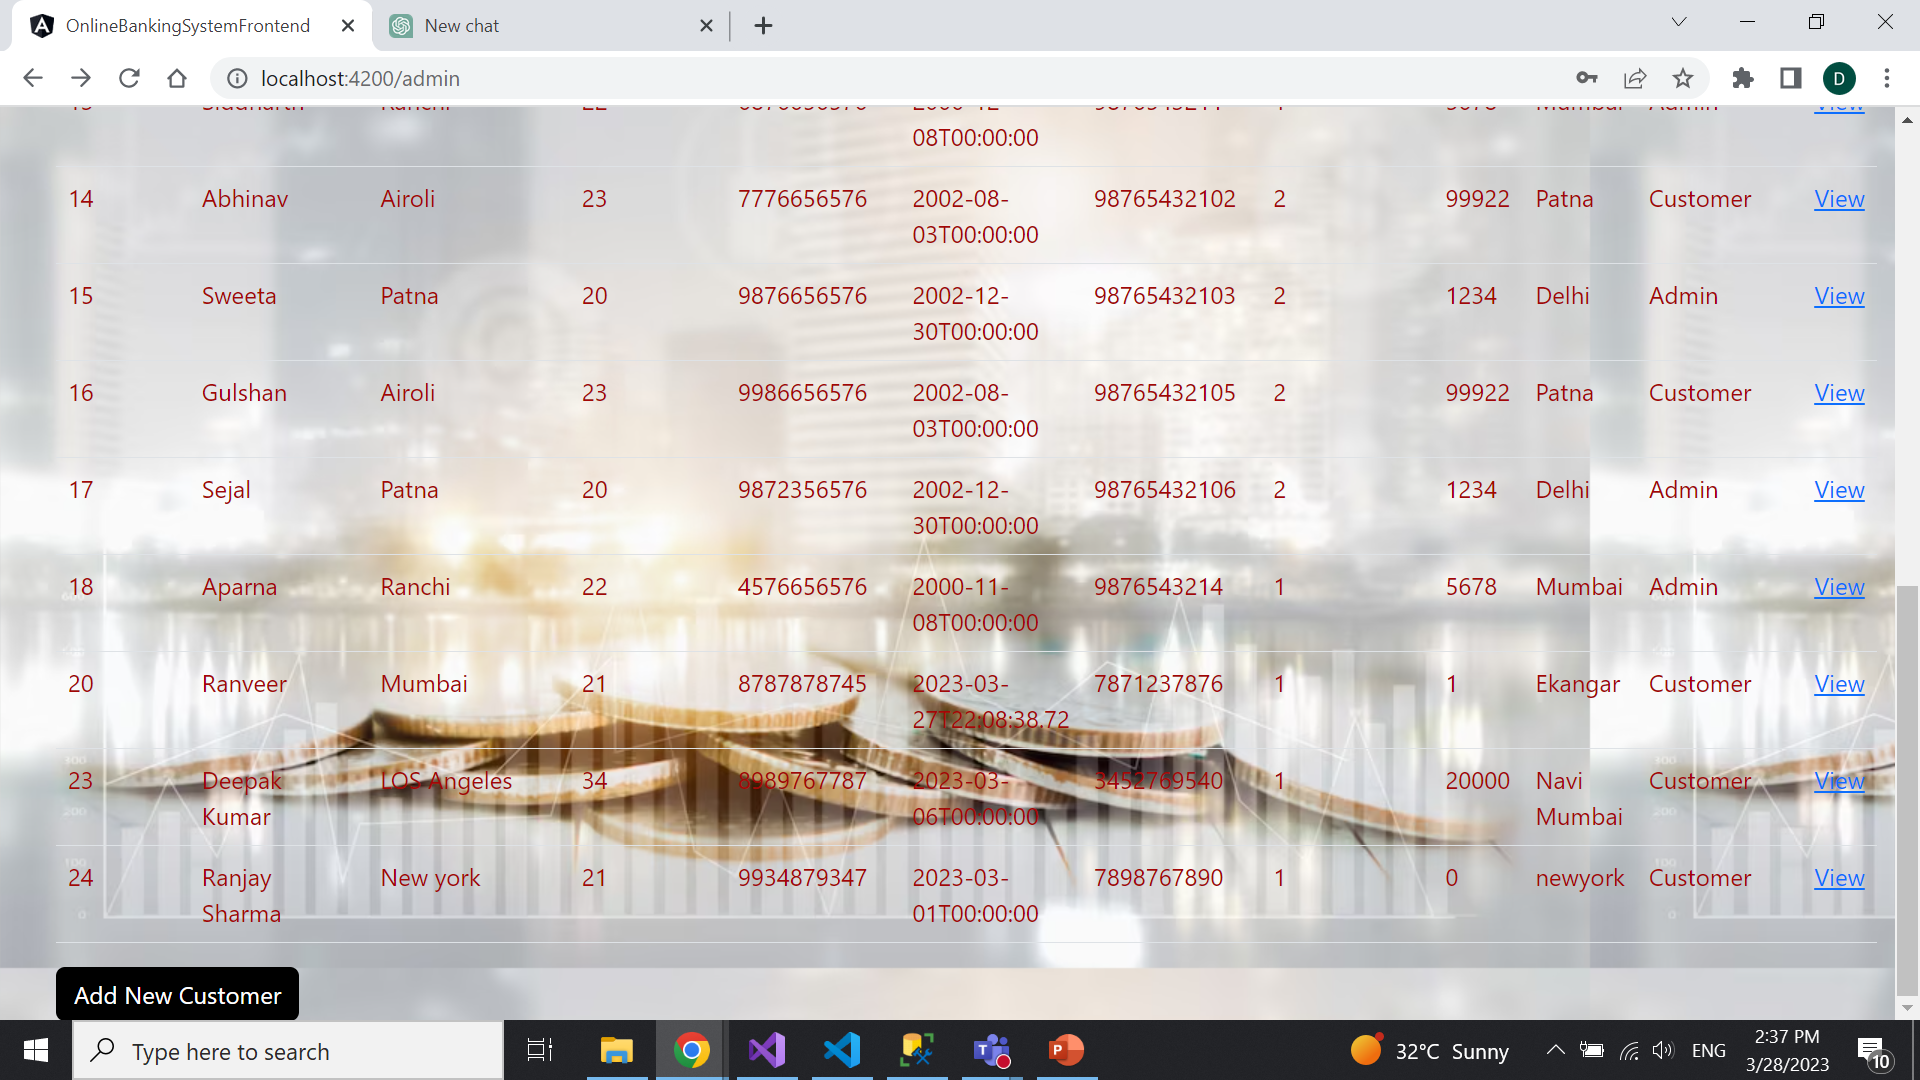 OnlineBankingSystemFrontend
New chat
localhost:4200/admin
D
08T00:00:00
14 Abhinav Airoli 23 7776656576 2002-08- 98765432102 2 99922 Patna Customer View
03T00:00:00
15 Sweeta Patna 20 9876656576 2002-12- 98765432103 2 1234 Delhi Admin View
30T00:00:00
16 Gulshan Airoli 23 9986656576 2002-08- 98765432105 2 99922 Patna Customer View
03T00:00:00
17 Sejal Patna 20 9872356576 2002-12- 98765432106 2 1234 Delhi Admin View
30T00:00:00
18 Aparna Ranchi 22 4576656576 2000-11- 9876543214 1 5678 Mumbai Admin View
08T00:00:00
20 Ranveer Mumbai 21 8787878745 2023-03- 7871237876 1 1 Ekangar Customer View
27T22:08:38.72
23 Deepak LOS Angeles 34 8989767787 2023-03- 3452769540 1 20000 Navi Customer View
Kumar 06T00:00:00 Mumbai
24 Ranjay New york 21 9934879347 2023-03- 7898767890 1 0 newyork Customer View
Sharma 01T00:00:00
Add New Customer
Type here to search
32°C Sunny
ENG
2:37 PM
3/28/2023
10